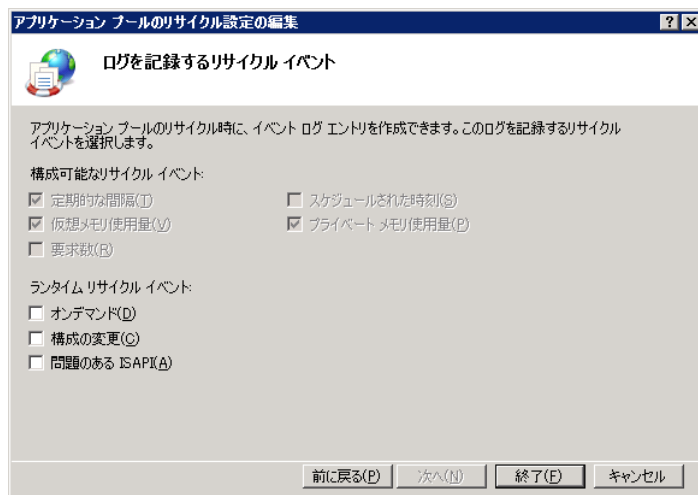 アプリケーション プールのリサイクル設定の編集
ログを記録するリサイクル イベント
アプリケーション プールのリサイクル時に、イベント ログ エントリを作成できます。このログを記録するリサイクル
イベントを選択します。
構成可能なリサイクル イベント:
定期的な間隔(T)
スケジュールされた時刻(S)
仮想メモリ使用量(V)
プライベート メモリ使用量(P)
要求数(R)
ランタイム リサイクル イベント:
オンデマンド(D)
構成の変更(C)
問題のある ISAPI(A)
前に戻る(P)
次へ(N)
終了(F)
キャンセル